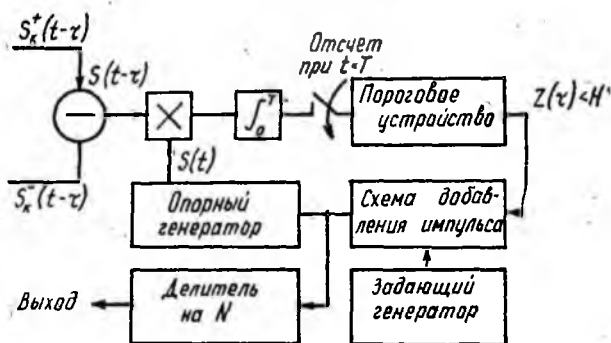 S_к^+(t-τ)
S(t-τ)
Отсчет
при t=T
Пороговое
устройство
Z(τ)<H
−
×
∫_0^T
S_к^-(t-τ)
S(t)
Опорный
генератор
Схема добав-
ления импульса
Выход
Делитель
на N
Задающий
генератор